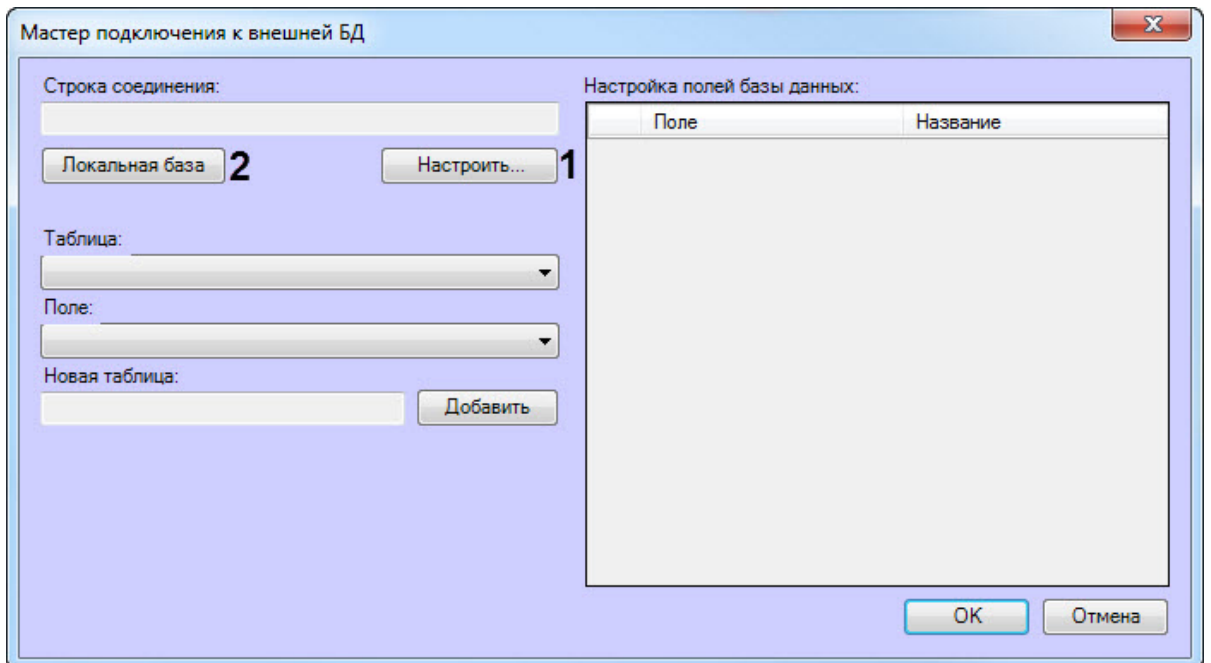 Мастер подключения к внешней БД
Строка соединения:
Локальная база 2 Настроить... 1
Таблица:
Поле:
Новая таблица:
Добавить
Настройка полей базы данных:
Поле Название
OK Отмена